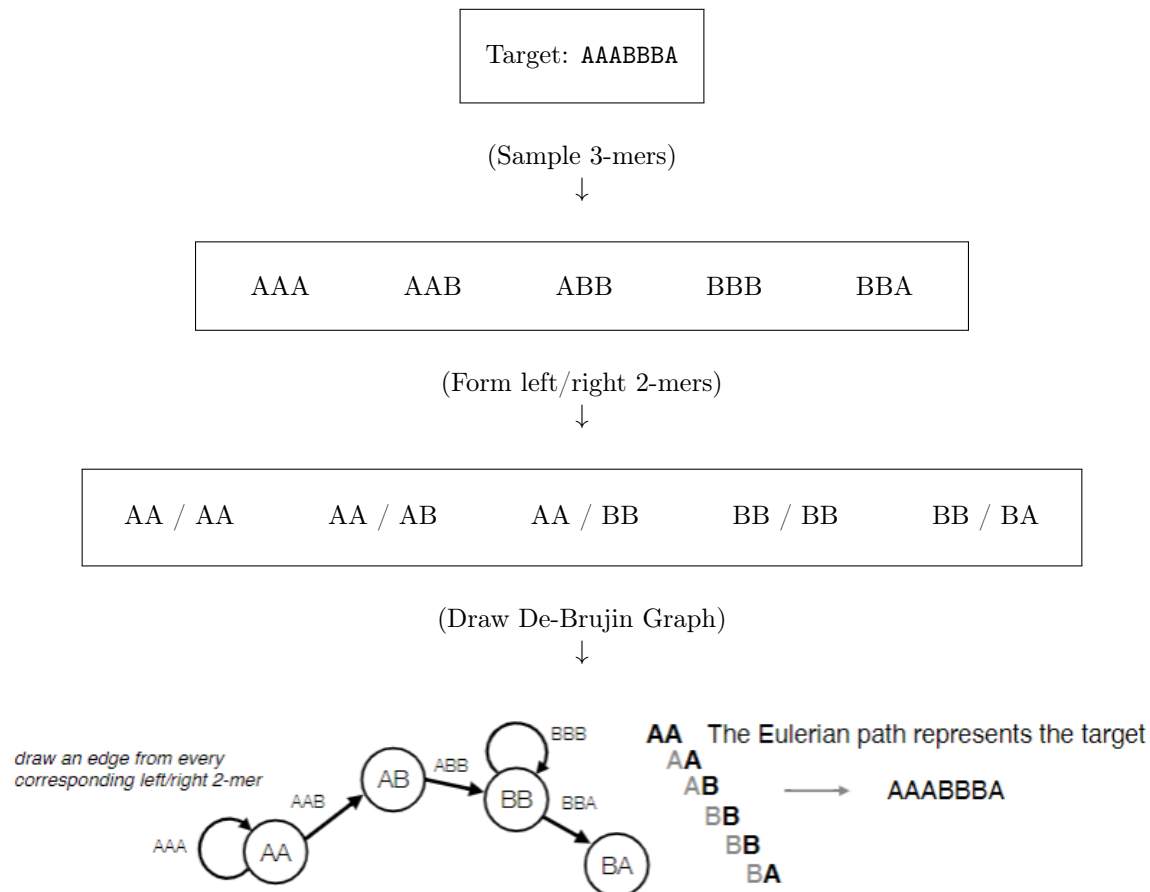 Target: AAABBBA
(Sample 3-mers)
↓
AAA AAB ABB BBB BBA
(Form left/right 2-mers)
↓
AA / AA AA / AB AA / BB BB / BB BB / BA
(Draw De-Brujin Graph)
↓
draw an edge from every
corresponding left/right 2-mer
AAA
AA
AAB
AB
ABB
BBB
BB
BBA
BA
AA The Eulerian path represents the target
AA
AB
BB
BB
BA
AAABBBA